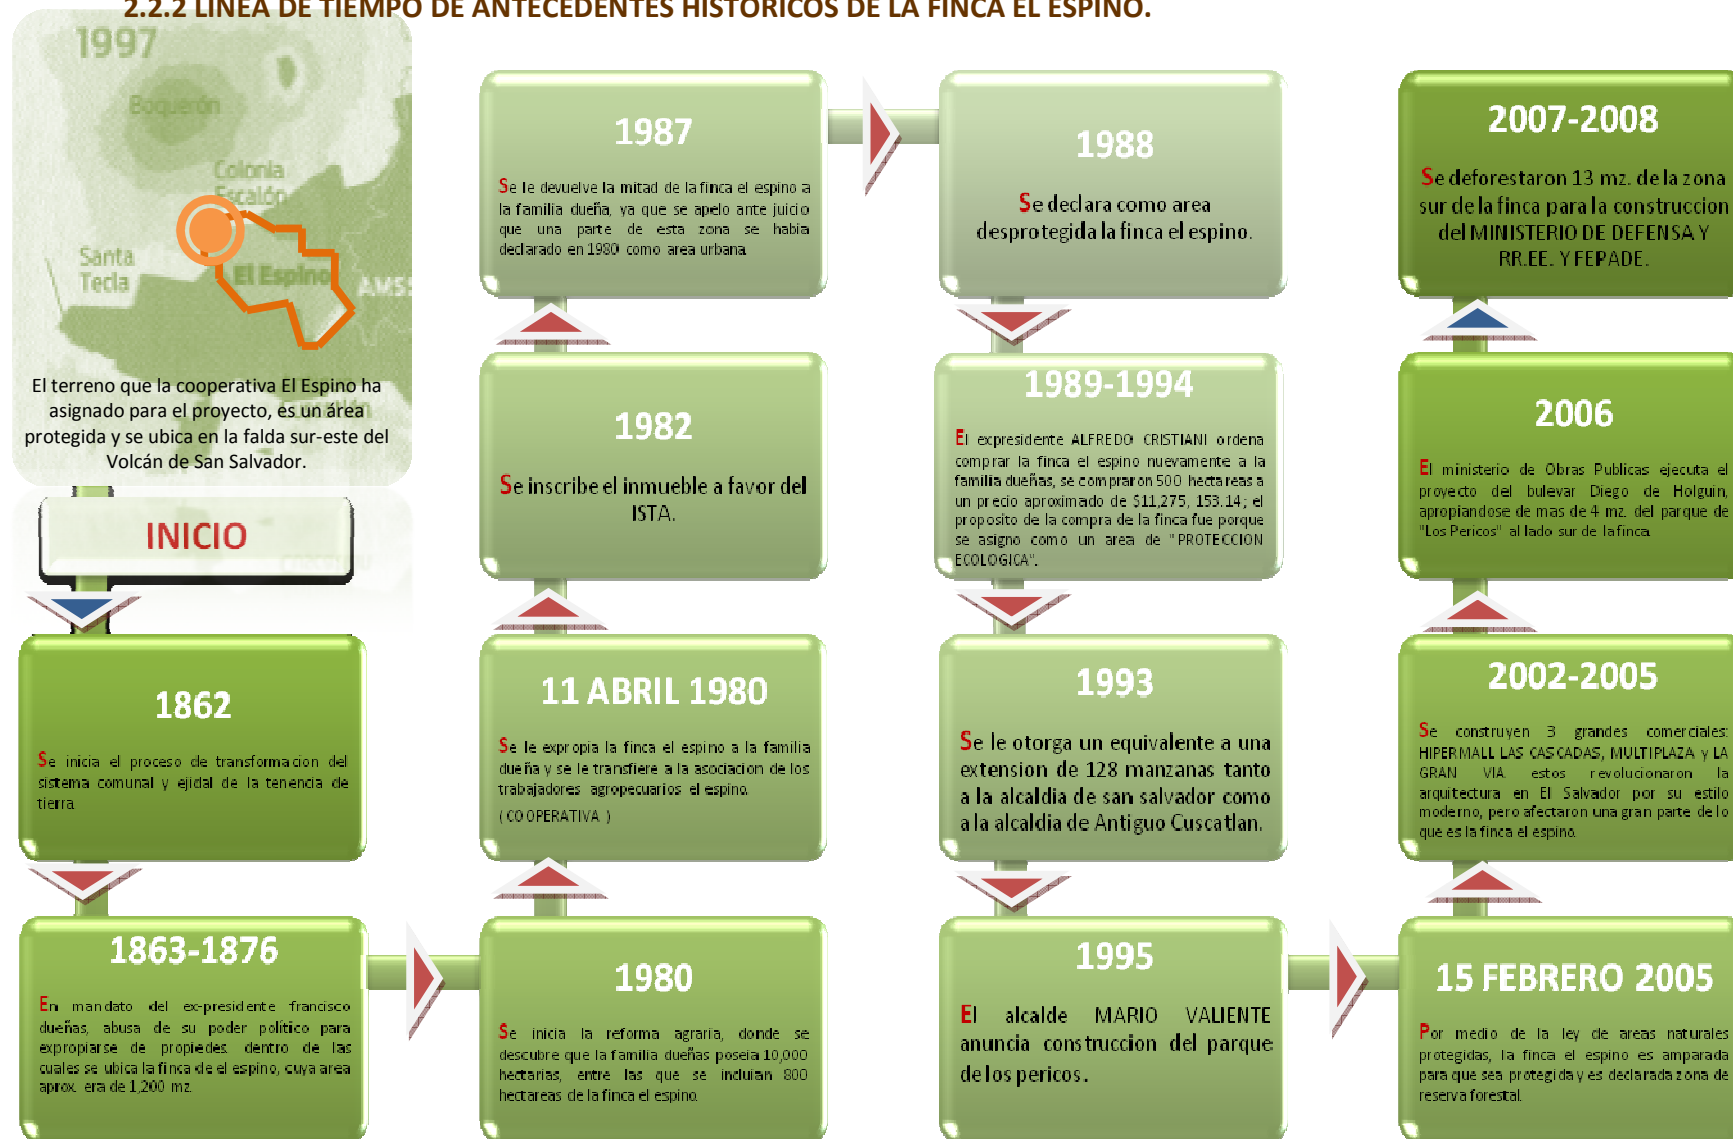 2.2.2 LINEA DE TIEMPO DE ANTECEDENTES HISTORICOS DE LA FINCA EL ESPINO.
1997
Boquerón
Colonia
Escalón
Santa
Tecla
El Espino
AMSS
El terreno que la cooperativa El Espino ha
asignado para el proyecto, es un área
protegida y se ubica en la falda sur-este del
Volcán de San Salvador.
INICIO
1862
Se inicia el proceso de transformacion del
sistema comunal y ejidal de la tenencia de
tierra.
1863-1876
En mandato del ex-presidente francisco
dueñas, abusa de su poder politico para
expropiarse de propiedes. dentro de las
cuales se ubica la finca de el espino, cuya area
aprox. era de 1,200 mz.
1980
Se inicia la reforma agraria, donde se
descubre que la familia dueñas poseia 10,000
hectarias, entre las que se incluian 800
hectareas de la finca el espino.
11 ABRIL 1980
Se le expropia la finca el espino a la familia
dueña y se le transfiere a la asociacion de los
trabajadores agropecuarios el espino.
(COOPERATIVA )
1982
Se inscribe el inmueble a favor del
ISTA.
1987
Se le devuelve la mitad de la finca el espino a
la familia dueña, ya que se apelo ante juicio
que una parte de esta zona se habia
declarado en 1980 como area urbana.
1988
Se declara como area
desprotegida la finca el espino.
1989-1994
El expresidente ALFREDO CRISTIANI ordena
comprar la finca el espino nuevamente a la
familia dueñas, se compraron 500 hectareas a
un precio aproximado de $11,275, 153.14; el
proposito de la compra de la finca fue porque
se asigno como un area de "PROTECCION
ECOLOGICA".
1993
Se le otorga un equivalente a una
extension de 128 manzanas tanto
a la alcaldia de san salvador como
a la alcaldia de Antiguo Cuscatlan.
1995
El alcalde MARIO VALIENTE
anuncia construccion del parque
de los pericos.
15 FEBRERO 2005
Por medio de la ley de areas naturales
protegidas, la finca el espino es amparada
para que sea protegida y es declarada zona de
reserva forestal.
2002-2005
Se construyen 3 grandes comerciales:
HIPERMALL LAS CASCADAS, MULTIPLAZA y LA
GRAN VIA. estos revolucionaron la
arquitectura en El Salvador por su estilo
moderno, pero afectaron una gran parte de lo
que es la finca el espino.
2006
El ministerio de Obras Publicas ejecuta el
proyecto del bulevar Diego de Holguin,
apropiandose de mas de 4 mz. del parque de
"Los Pericos" al lado sur de la finca.
2007-2008
Se deforestaron 13 mz. de la zona
sur de la finca para la construccion
del MINISTERIO DE DEFENSA Y
RR.EE. Y FEPADE.